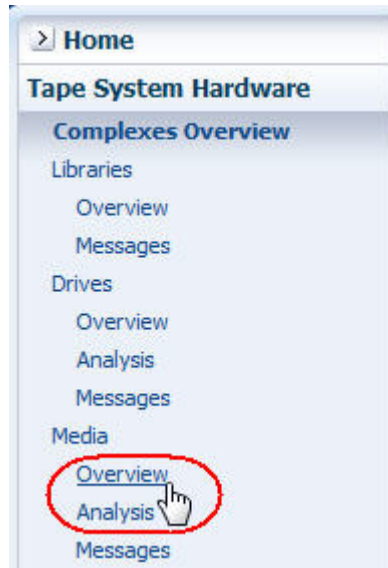 Home
Tape System Hardware
Complexes Overview
Libraries
Overview
Messages
Drives
Overview
Analysis
Messages
Media
Overview
Analysis
Messages